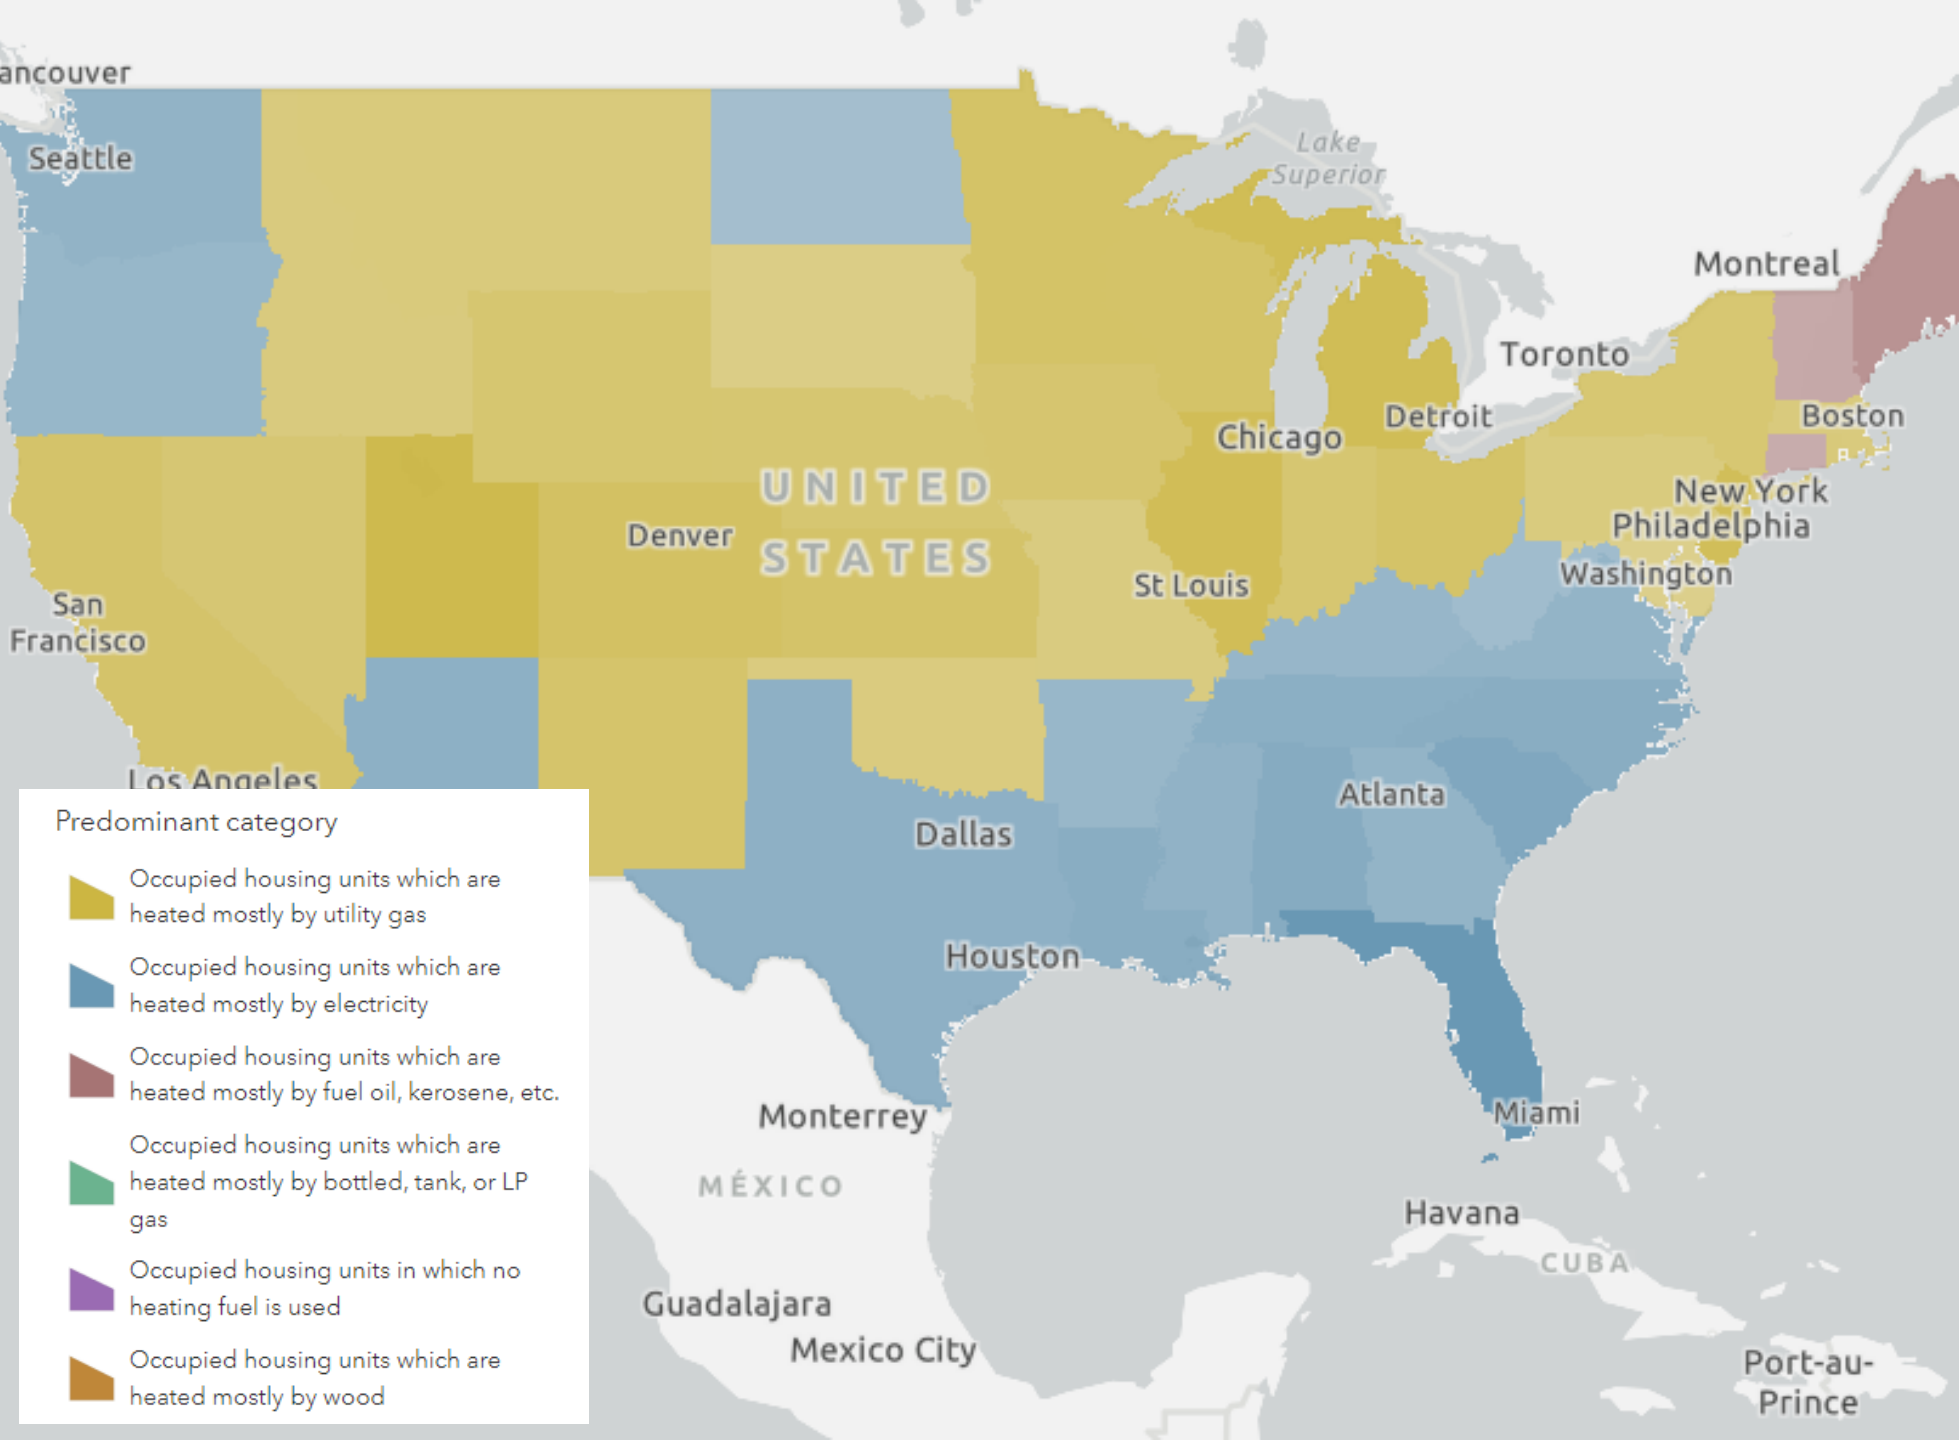 ancouver
Seattle
Lake
Superior
Montreal
Toronto
Boston
Detroit
Chicago
UNITED
STATES
New York
Denver
Philadelphia
Washington
St Louis
San
Francisco
Los Angeles
Atlanta
Dallas
Houston
Miami
Monterrey
MÉXICO
Havana
CUBA
Guadalajara
Mexico City
Port-au-
Prince
Predominant category
Occupied housing units which are
heated mostly by utility gas
Occupied housing units which are
heated mostly by electricity
Occupied housing units which are
heated mostly by fuel oil, kerosene, etc.
Occupied housing units which are
heated mostly by bottled, tank, or LP
gas
Occupied housing units in which no
heating fuel is used
Occupied housing units which are
heated mostly by wood